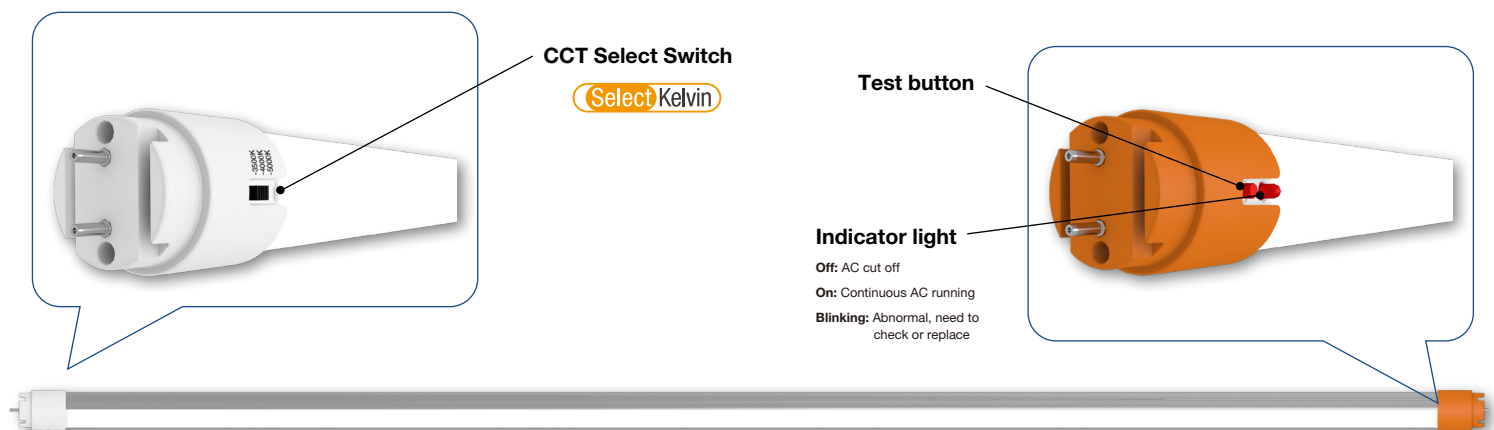 CCT Select Switch
Select Kelvin
-3500K
-4000K
-5000K
Test button
Indicator light
Off: AC cut off
On: Continuous AC running
Blinking: Abnormal, need to
check or replace